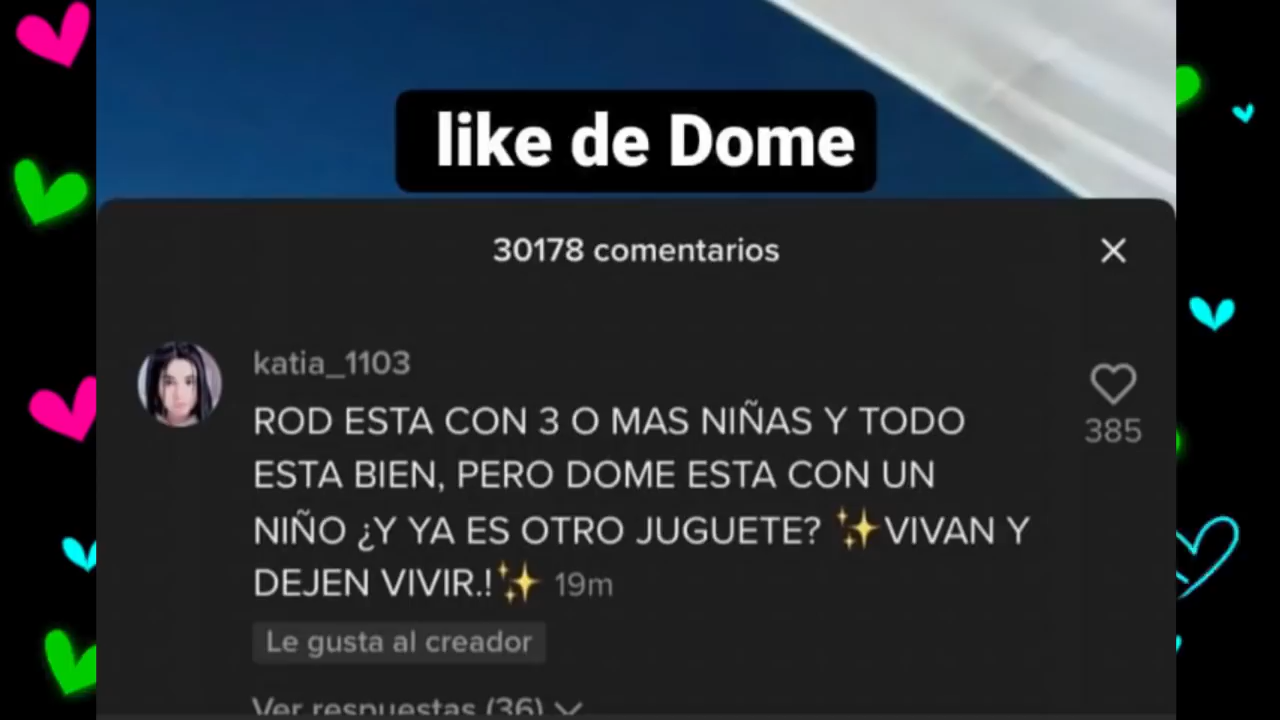 like de Dome
30178 comentarios
katia_1103
ROD ESTA CON 3 O MAS NIÑAS Y TODO
385
ESTA BIEN, PERO DOME ESTA CON UN
NIÑO ¿Y YA ES OTRO JUGUETE? ✨VIVAN Y
DEJEN VIVIR.!✨ 19m
Le gusta al creador
Ver respuestas (36)